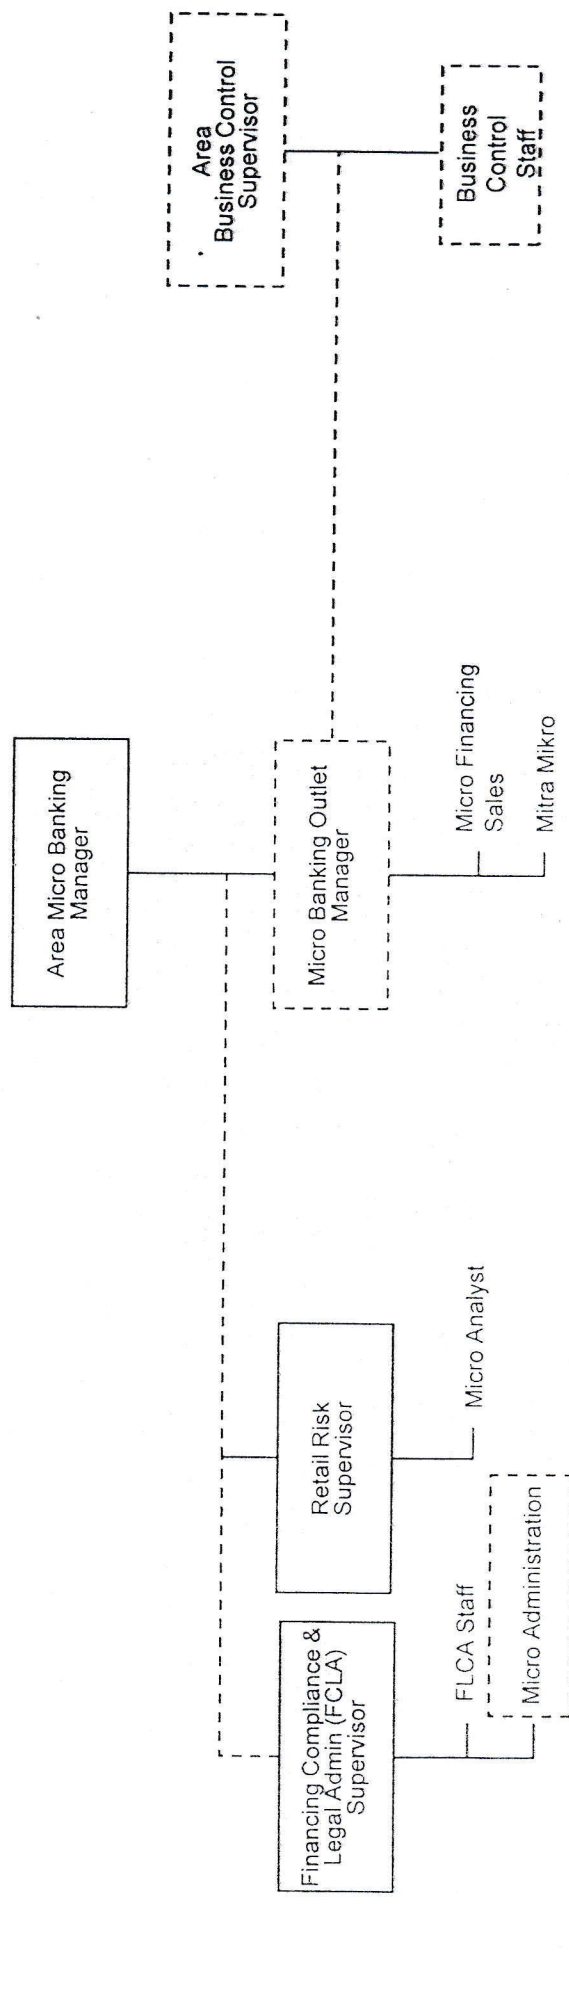 Area Micro Banking
Manager
Area
Business Control
Supervisor
Financing Compliance &
Legal Admin (FCLA)
Supervisor
Retail Risk
Supervisor
Micro Banking Outlet
Manager
Business
Control
Staff
FLCA Staff
Micro Administration
Micro Analyst
Micro Financing
Sales
Mitra Mikro